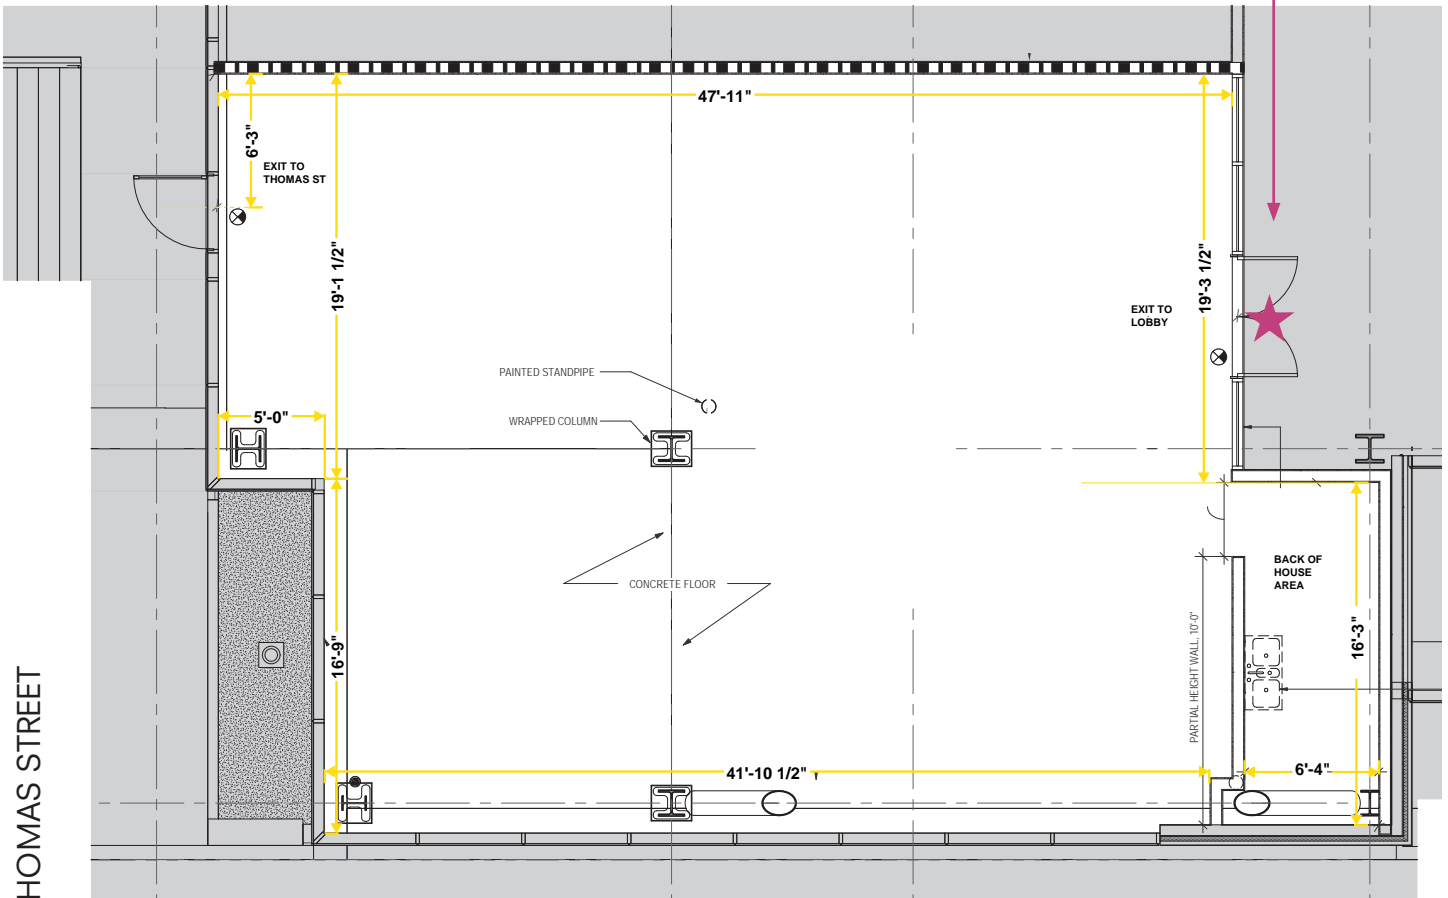 47'-11"
6'-3"
EXIT TO
THOMAS ST
19'-1 1/2"
19'-3 1/2"
EXIT TO
LOBBY
PAINTED STANDPIPE
WRAPPED COLUMN
5'-0"
CONCRETE FLOOR
BACK OF
HOUSE
AREA
16'-9"
PARTIAL HEIGHT WALL, 10'-0"
16'-3"
41'-10 1/2"
6'-4"
HOMAS STREET